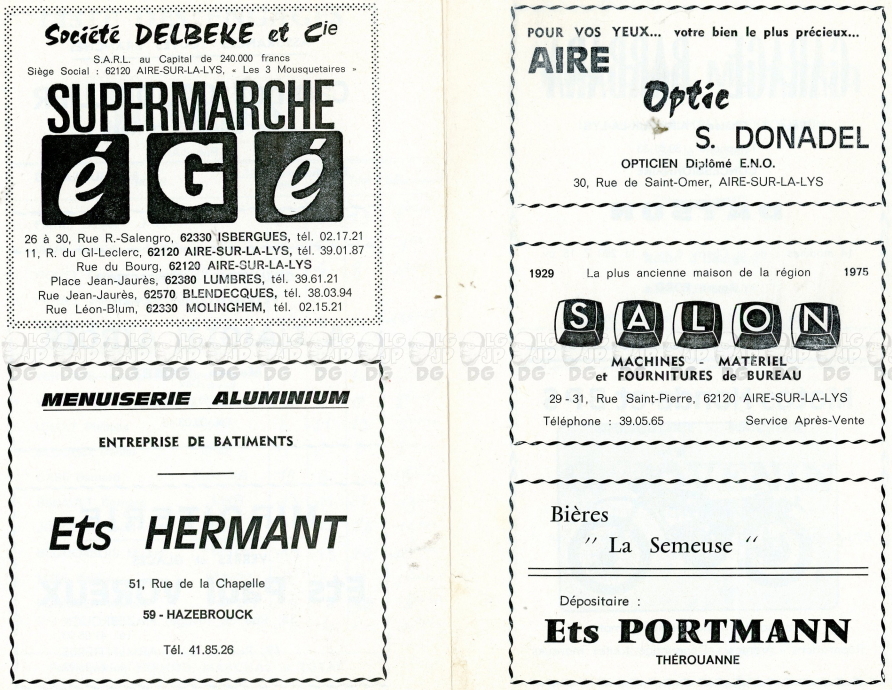 Société DELBEKE et Cie
S.A.R.L. au Capital de 240.000 francs
Siège Social : 62120 AIRE-SUR-LA-LYS, « Les 3 Mousquetaires »
SUPERMARCHE
é G é
26 à 30, Rue R.-Salengro, 62330 ISBERGUES, tél. 02.17.21
11, R. du Gl-Leclerc, 62120 AIRE-SUR-LA-LYS, tél. 39.01.87
Rue du Bourg, 62120 AIRE-SUR-LA-LYS
Place Jean-Jaurès, 62380 LUMBRES, tél. 39.61.21
Rue Jean-Jaurès, 62570 BLENDECQUES, tél. 38.03.94
Rue Léon-Blum, 62330 MOLINGHEM, tél. 02.15.21
MENUISERIE ALUMINIUM
ENTREPRISE DE BATIMENTS
Ets HERMANT
51, Rue de la Chapelle
59 - HAZEBROUCK
Tél. 41.85.26
POUR VOS YEUX... votre bien le plus précieux...
AIRE
Optic
S. DONADEL
OPTICIEN Diplômé E.N.O.
30, Rue de Saint-Omer, AIRE-SUR-LA-LYS
1929 La plus ancienne maison de la région 1975
SALON
MACHINES - MATÉRIEL
et FOURNITURES de BUREAU
29 - 31, Rue Saint-Pierre, 62120 AIRE-SUR-LA-LYS
Téléphone : 39.05.65 Service Après-Vente
Bières
" La Semeuse "
Dépositaire :
Ets PORTMANN
THÉROUANNE